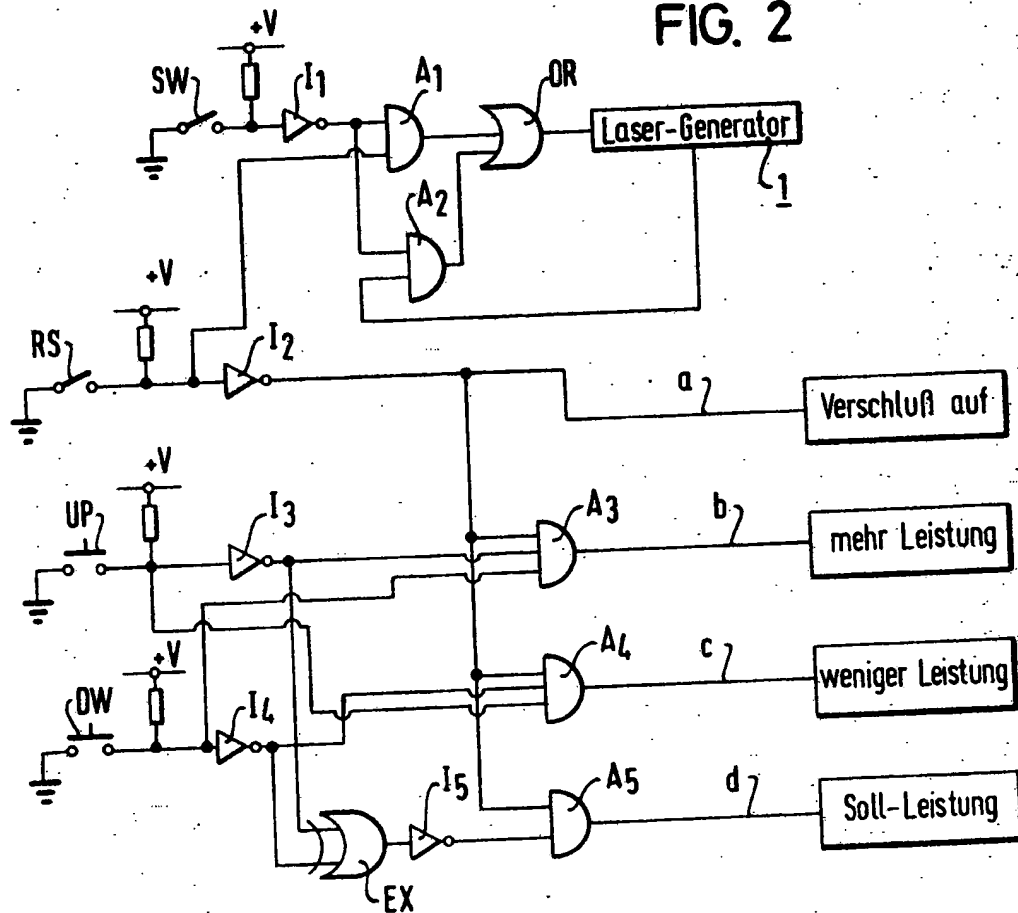 FIG. 2
+V
SW
I1
A1
OR
Laser-Generator
1
A2
+V
RS
I2
a
Verschluß auf
+V
UP
I3
A3
b
mehr Leistung
+V
DW
I4
A4
c
weniger Leistung
I5
A5
d
Soll-Leistung
EX